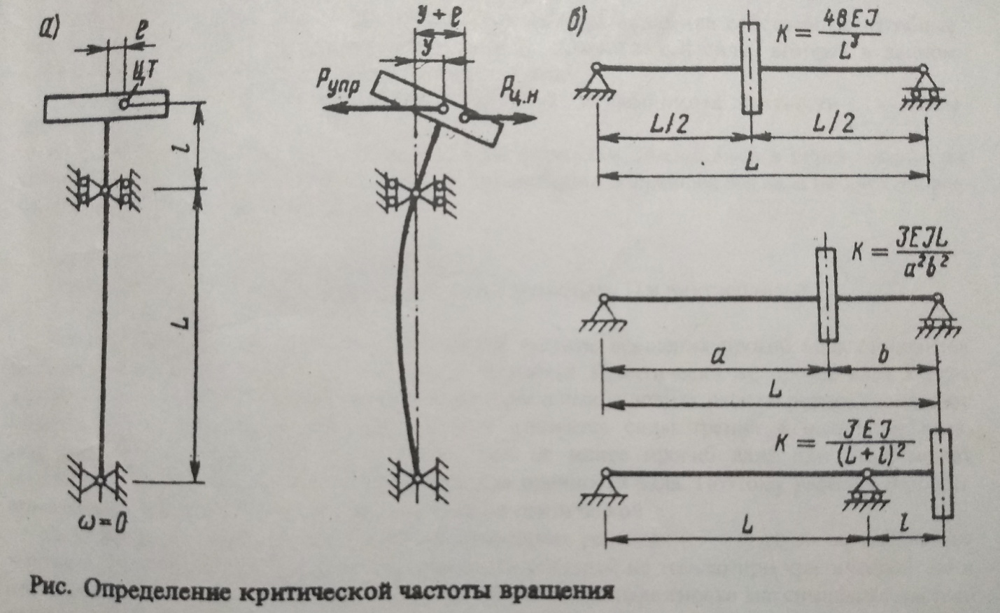 а)
e
ЦТ
l
L
ω=0
y+e
y
Pупр
Pц.н
б)
K = 48EJ / L³
L/2
L/2
L
K = 3EJL / a²b²
a
b
L
K = 3EJ / (L+l)²
L
l
Рис. Определение критической частоты вращения